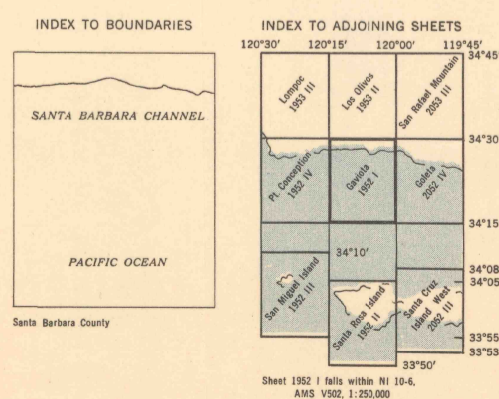 INDEX TO BOUNDARIES
SANTA BARBARA CHANNEL
PACIFIC OCEAN
Santa Barbara County
INDEX TO ADJOINING SHEETS
120°30' 120°15' 120°00' 119°45'
34°45'
Lompoc
1953 III
Los Olivos
1953 II
San Rafael Mountain
2053 III
34°30'
Pt. Conception
1952 IV
Gaviota
1952 I
Goleta
2052 IV
34°15'
34°10'
34°08'
34°05'
San Miguel Island
1952 III
Santa Rosa Island
1952 II
Santa Cruz
Island West
2052 III
33°55'
33°53'
33°50'
Sheet 1952 I falls within NI 10-6,
AMS V502, 1:250,000